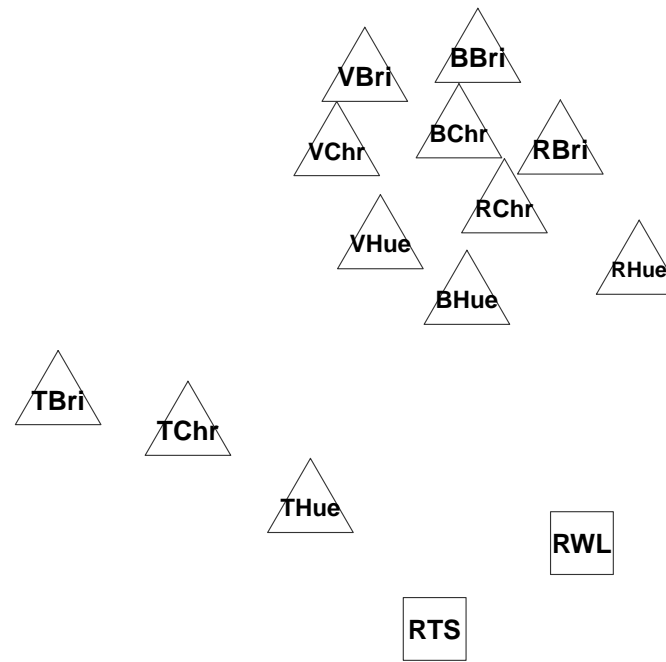 BBri
VBri
BChr
VChr
RBri
RChr
VHue
RHue
BHue
TBri
TChr
THue
RWL
RTS